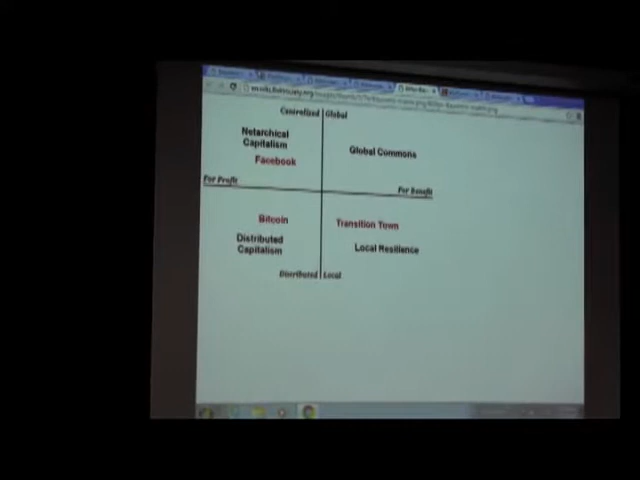 Centralized Global
Netarchical
Capitalism
Global Commons
Facebook
For Profit
For Benefit
Bitcoin
Transition Town
Distributed
Capitalism
Local Resilience
Distributed Local